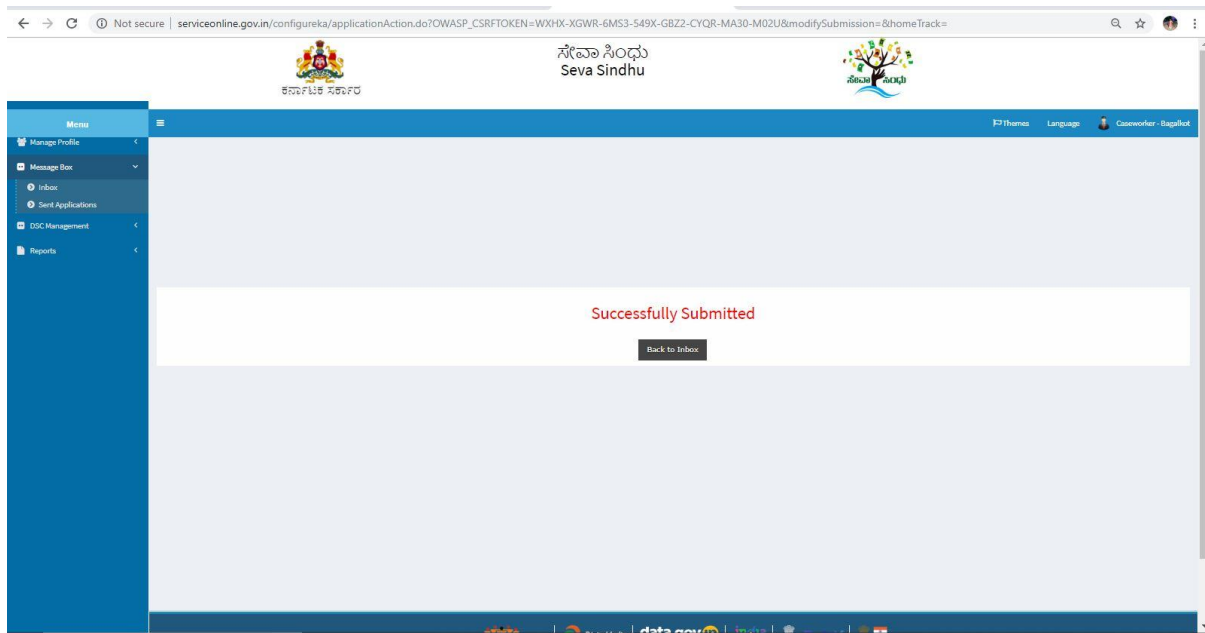 Not secure | serviceonline.gov.in/configureka/applicationAction.do?OWASP_CSRFTOKEN=WXHX-XGWR-6MS3-549X-GBZ2-CYQR-MA30-M02U&modifySubmission=&homeTrack=
ಕರ್ನಾಟಕ ಸರ್ಕಾರ
ಸೇವಾ ಸಿಂಧು
Seva Sindhu
ಸೇವಾ ಸಿಂಧು
Menu
Themes Language Caseworker - Bagalkot
Manage Profile
Message Box
Inbox
Sent Applications
DSC Management
Reports
Successfully Submitted
Back to Inbox
data.gov.in